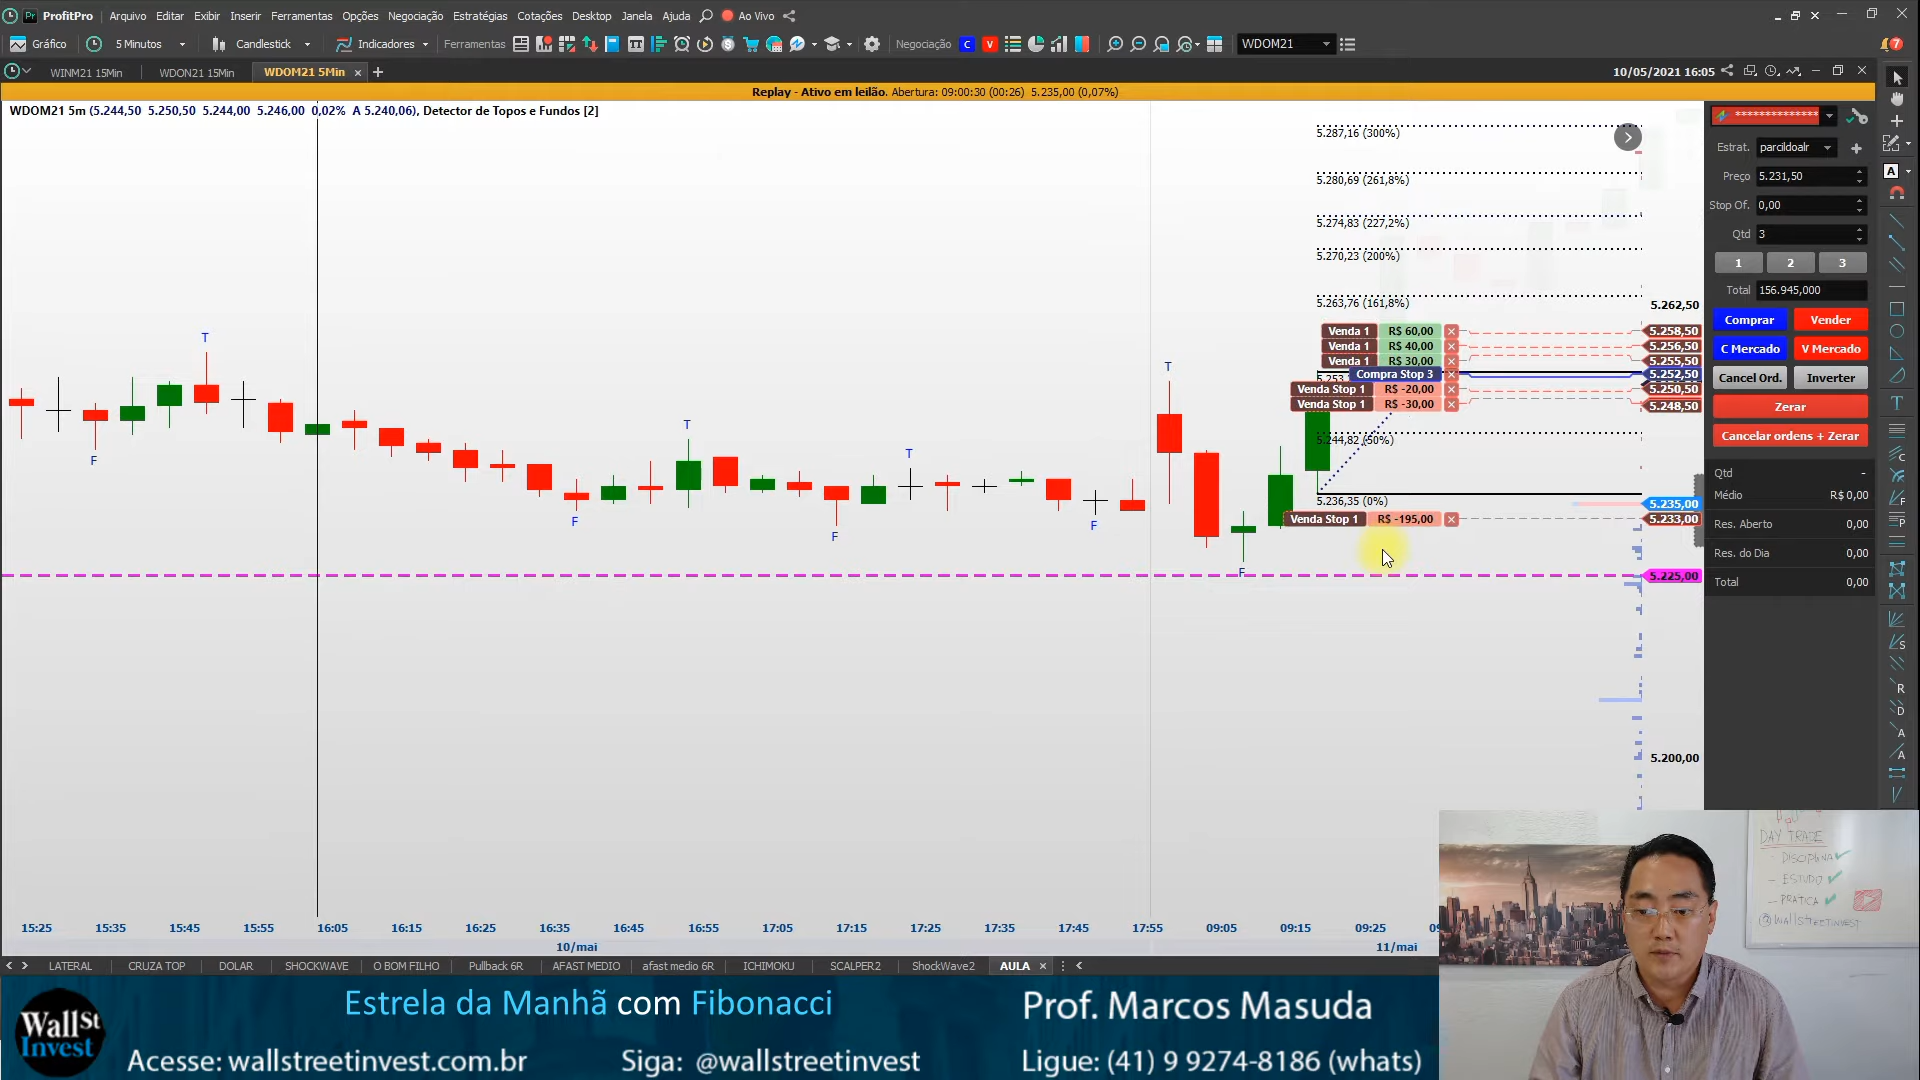 ProfitPro Arquivo Editar Exibir Inserir Ferramentas Opções Negociação Estratégias Cotações Desktop Janela Ajuda Ao Vivo
Gráfico 5 Minutos Candlestick Indicadores Ferramentas Negociação C V WDOM21
WINM21 15Min WDON21 15Min WDOM21 5Min 10/05/2021 16:05
Replay - Ativo em leilão. Abertura: 09:00:30 (00:26) 5.235,00 (0,07%)
WDOM21 5m (5.244,50 5.250,50 5.244,00 5.246,00 0,02% A 5.240,06), Detector de Topos e Fundos [2]
5.287,16 (300%)
5.280,69 (261,8%)
5.274,83 (227,2%)
5.270,23 (200%)
5.263,76 (161,8%)
5.262,50
Venda 1 R$ 60,00 5.258,50
Venda 1 R$ 40,00 5.256,50
Venda 1 R$ 30,00 5.255,50
Compra Stop 3 5.252,50
Venda Stop 1 R$ -20,00 5.250,50
Venda Stop 1 R$ -30,00 5.248,50
5.244,82 (50%)
5.236,35 (0%)
5.235,00
Venda Stop 1 R$ -195,00 5.233,00
5.225,00
5.200,00
T
T
T
T
F
F
F
F
F
**************
Estrat. parcildoalr
Preço 5.231,50
Stop Of. 0,00
Qtd 3
1 2 3
Total 156.945,000
Comprar Vender
C Mercado V Mercado
Cancel Ord. Inverter
Zerar
Cancelar ordens + Zerar
Qtd -
Médio R$ 0,00
Res. Aberto 0,00
Res. do Dia 0,00
Total 0,00
15:25 15:35 15:45 15:55 16:05 16:15 16:25 16:35 16:45 16:55 17:05 17:15 17:25 17:35 17:45 17:55 09:05 09:15 09:25
10/mai 11/mai
LATERAL CRUZA TOP DOLAR SHOCKWAVE O BOM FILHO Pullback 6R AFAST MEDIO afast medio 6R ICHIMOKU SCALPER2 ShockWave2 AULA
DAY TRADE
- DISCIPLINA
- ESTUDO
- PRATICA
@WALLSTREETINVEST
Wall St
Invest
Estrela da Manhã com Fibonacci
Prof. Marcos Masuda
Acesse: wallstreetinvest.com.br
Siga: @wallstreetinvest
Ligue: (41) 9 9274-8186 (whats)